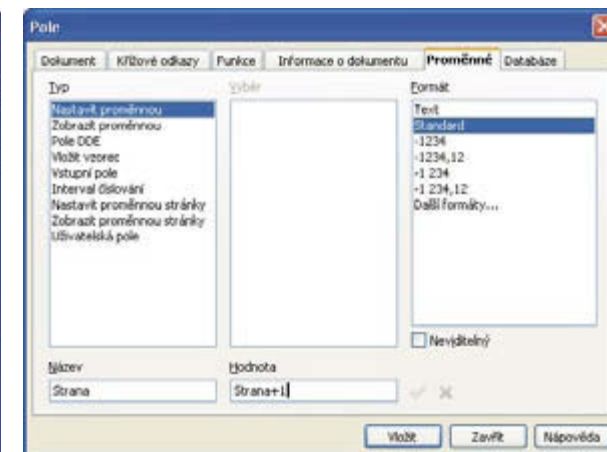 Pole
Dokument Křížové odkazy Funkce Informace o dokumentu Proměnné Databáze
Typ Výběr Formát
Nastavit proměnnou
Zobrazit proměnnou
Pole DDE
Vložit vzorec
Vstupní pole
Interval číslování
Nastavit proměnnou stránky
Zobrazit proměnnou stránky
Uživatelská pole
Text
Standard
-1234
-1234,12
-1 234
-1 234,12
Další formáty...
Neviditelný
Název Hodnota
Strana Strana+1
Vložit Zavřít Nápověda